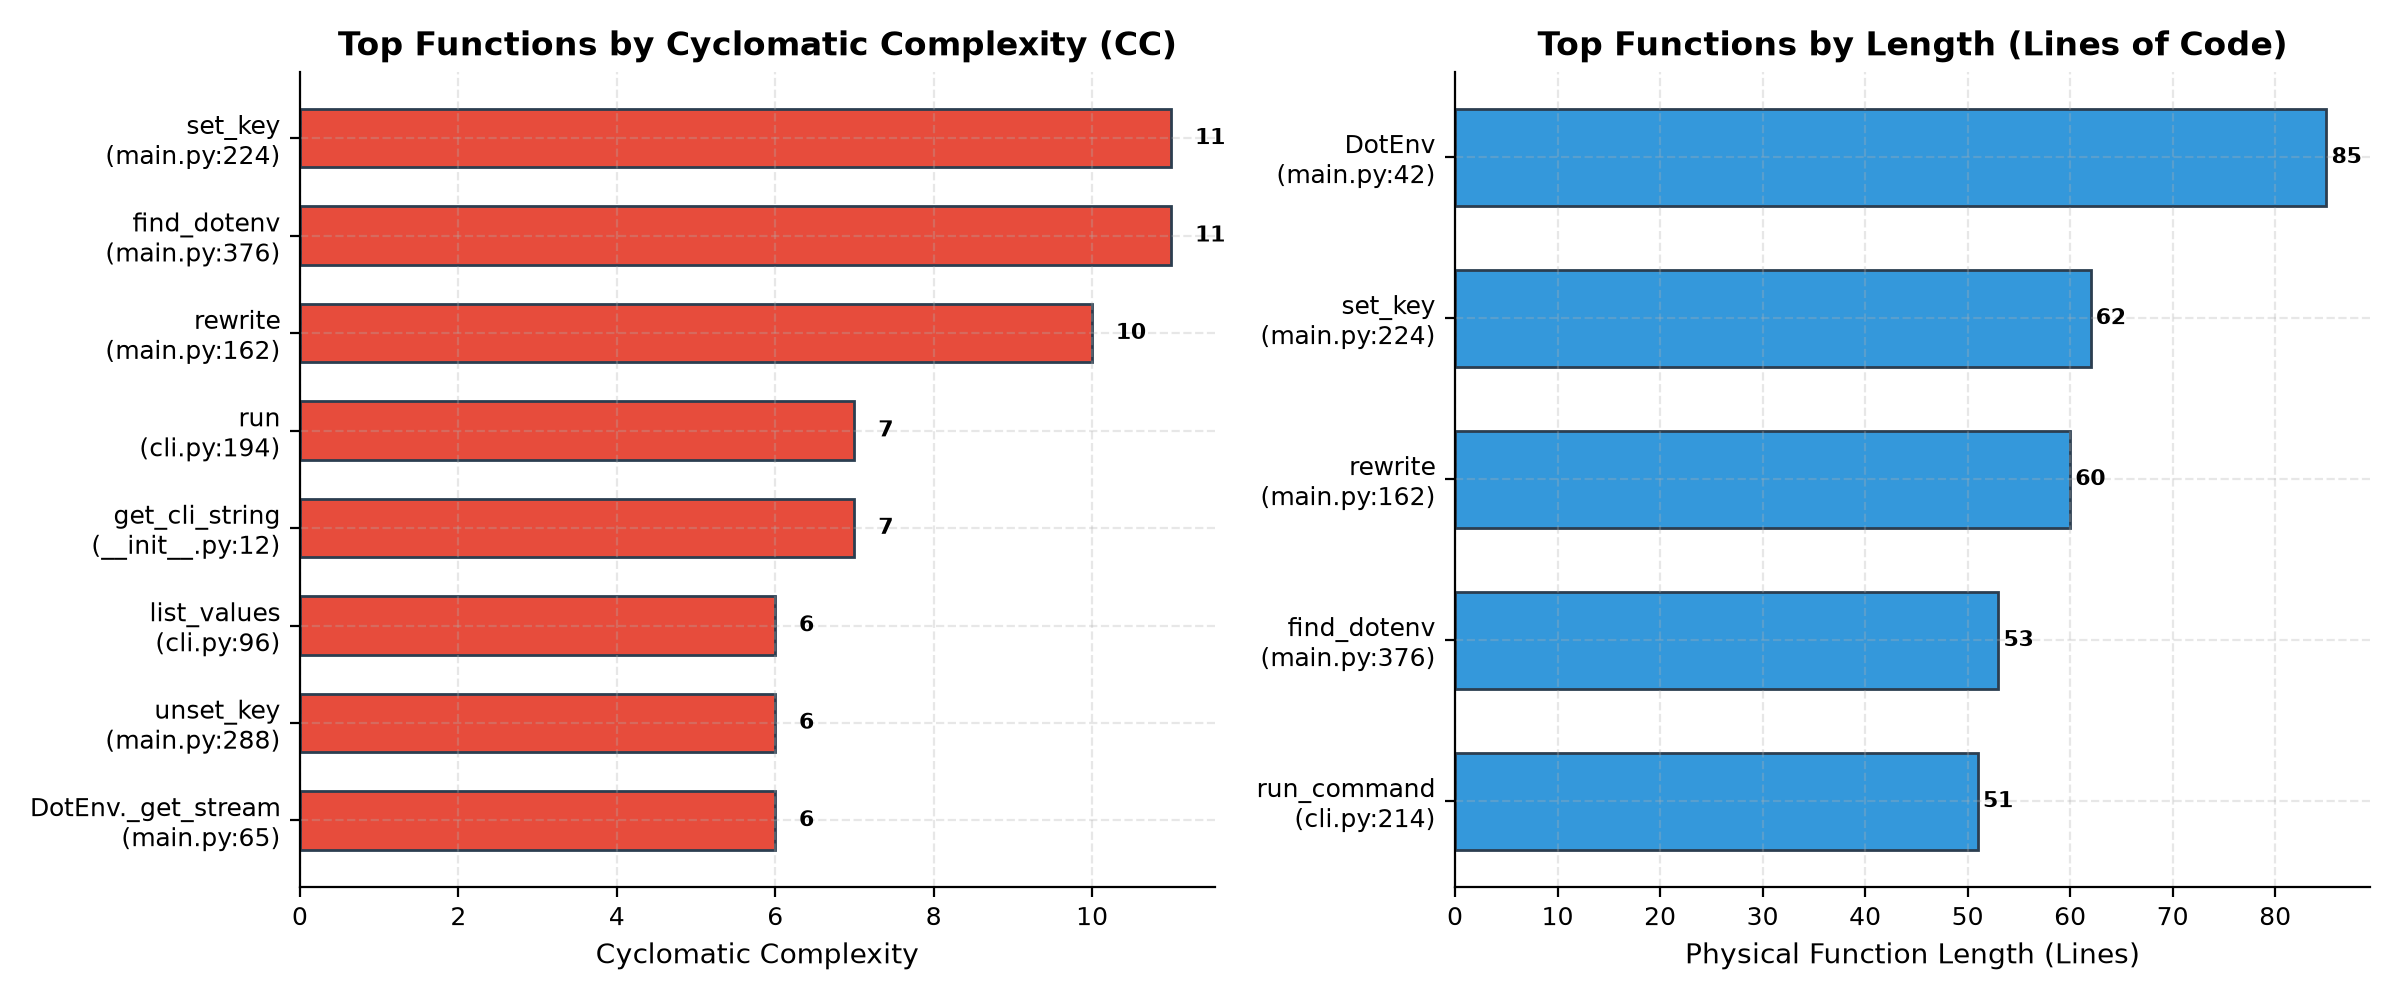 Top Functions by Cyclomatic Complexity (CC)
set_key
(main.py:224)
11
find_dotenv
(main.py:376)
11
rewrite
(main.py:162)
10
run
(cli.py:194)
7
get_cli_string
(__init__.py:12)
7
list_values
(cli.py:96)
6
unset_key
(main.py:288)
6
DotEnv._get_stream
(main.py:65)
6
0 2 4 6 8 10
Cyclomatic Complexity
Top Functions by Length (Lines of Code)
DotEnv
(main.py:42)
85
set_key
(main.py:224)
62
rewrite
(main.py:162)
60
find_dotenv
(main.py:376)
53
run_command
(cli.py:214)
51
0 10 20 30 40 50 60 70 80
Physical Function Length (Lines)